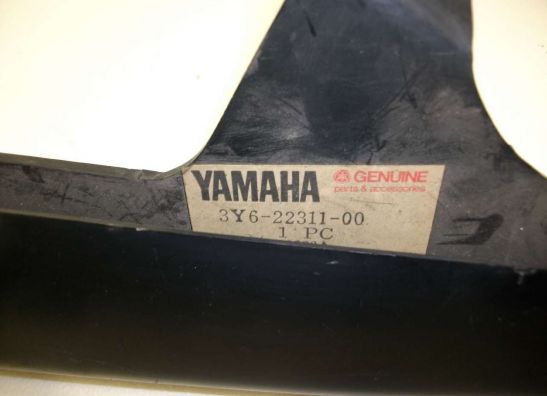 YAMAHA GENUINE
parts & accessories
3Y6-22311-00
1 PC